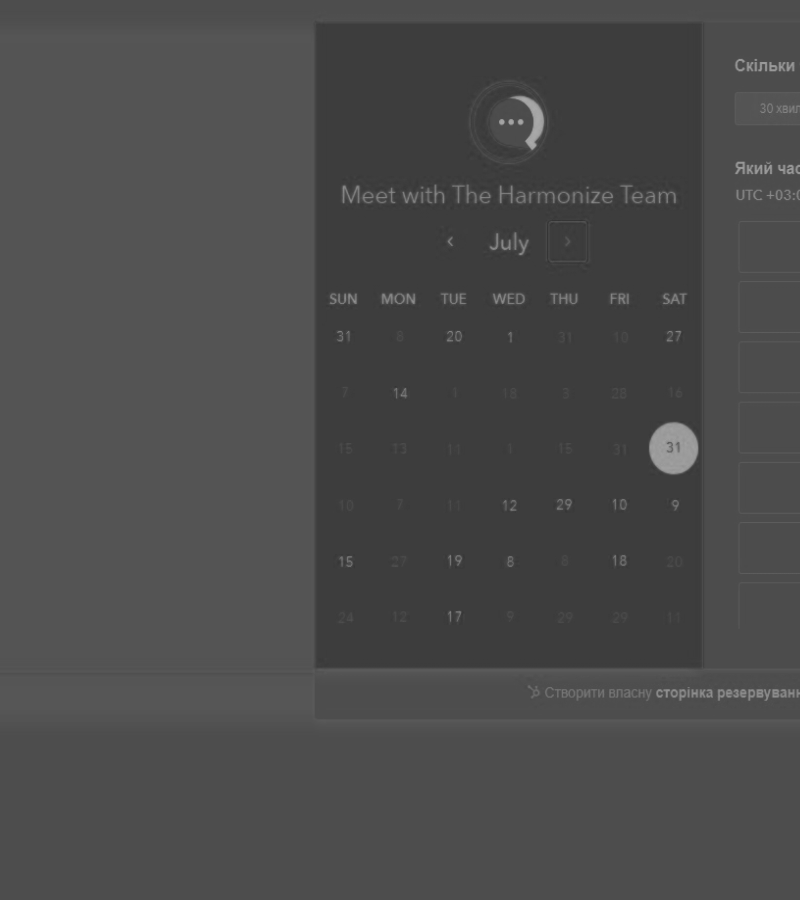 Meet with The Harmonize Team
July
SUN MON TUE WED THU FRI SAT
31 8 20 1 31 10 27
7 14 1 18 3 28 14
15 13 11 1 15 31 31
10 7 11 12 29 10 9
15 27 19 8 8 18 20
24 12 17 9 29 29 11
Скільки
30 хвил
Який час
UTC +03:0
Створити власну сторінка резервуванн